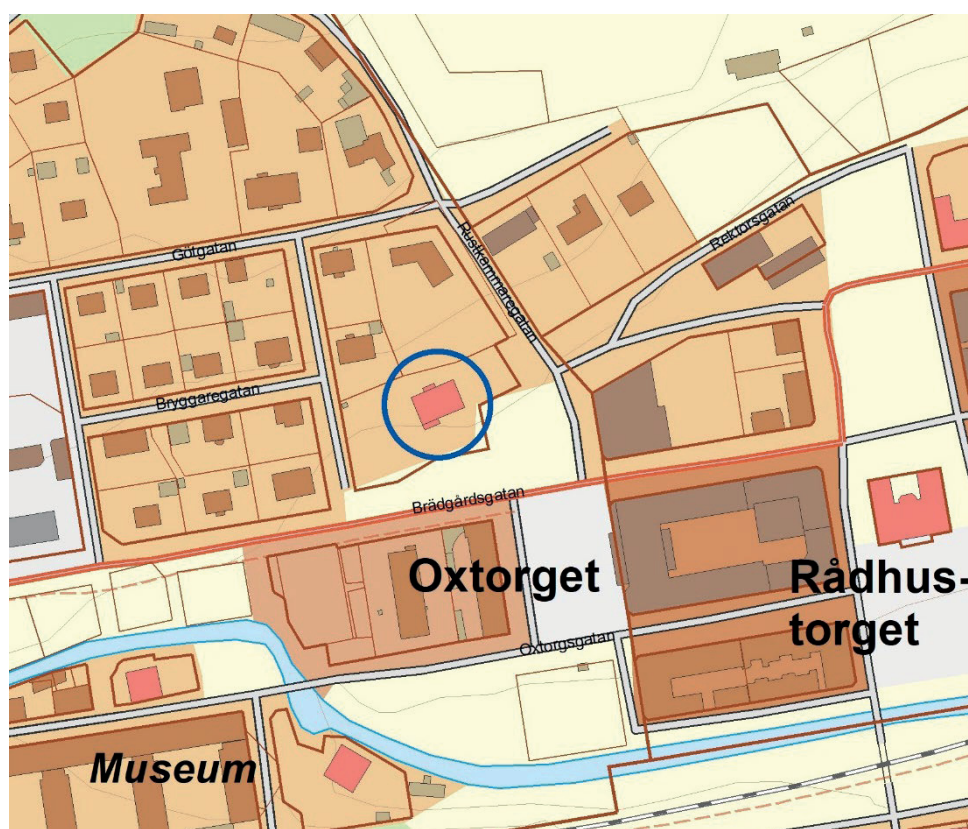 Götgatan
Rustkammaregatan
Rektorsgatan
Bryggaregatan
Brädgårdsgatan
Oxtorget
Rådhus-
torget
Oxtorgsgatan
Museum